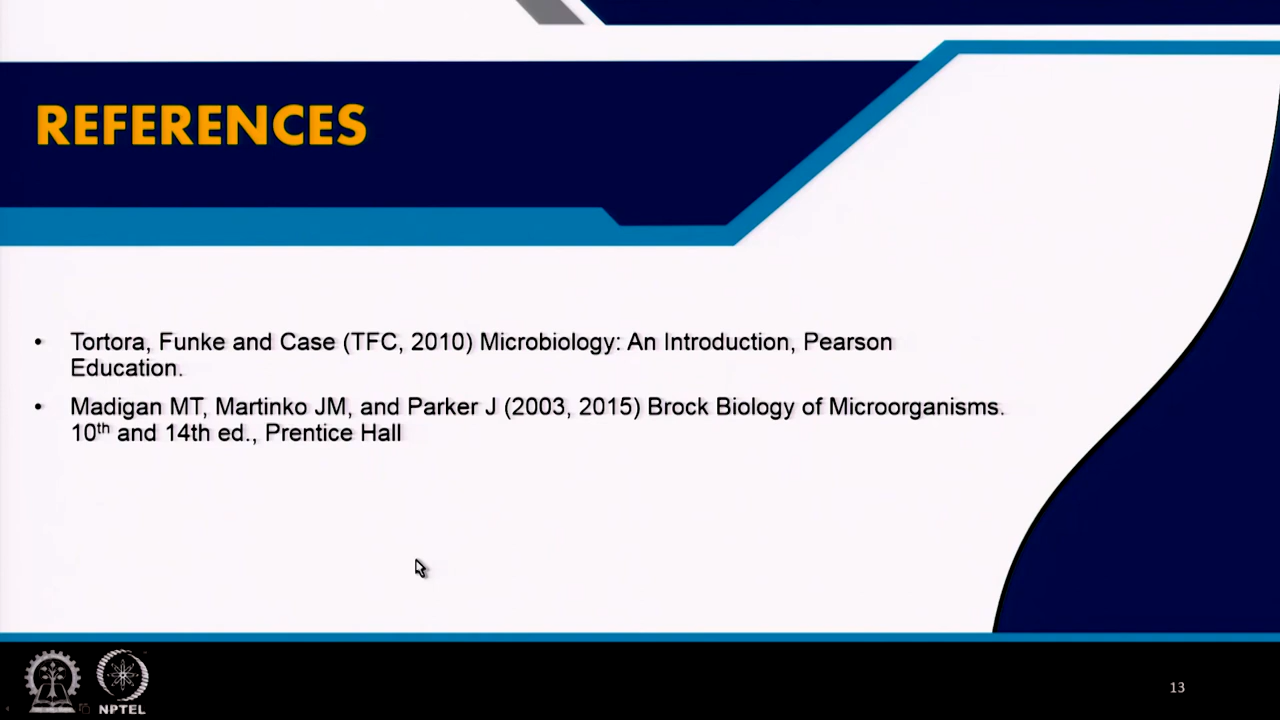 REFERENCES
• Tortora, Funke and Case (TFC, 2010) Microbiology: An Introduction, Pearson
Education.
• Madigan MT, Martinko JM, and Parker J (2003, 2015) Brock Biology of Microorganisms.
10th and 14th ed., Prentice Hall
NPTEL
13